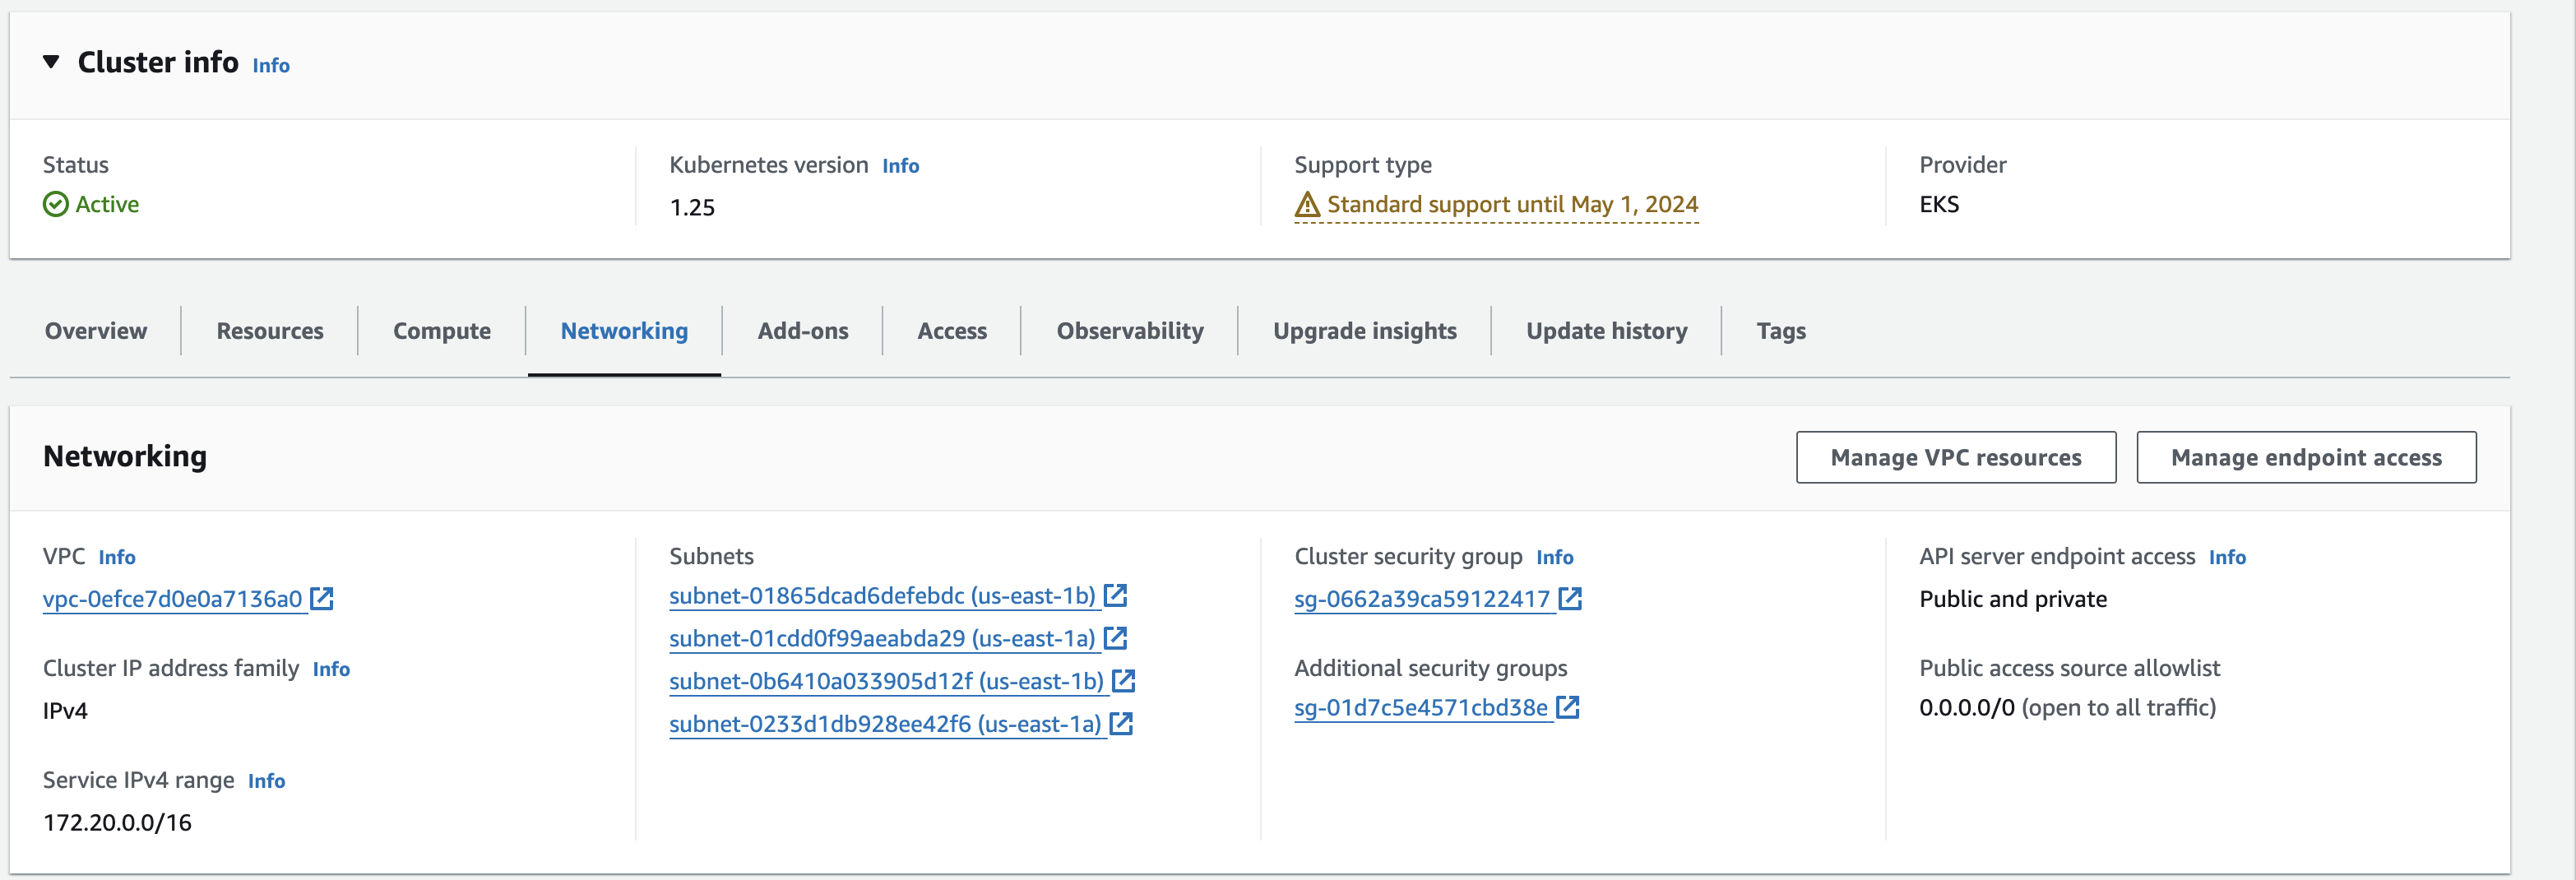 Cluster info Info
Status
Active
Kubernetes version Info
1.25
Support type
Standard support until May 1, 2024
Provider
EKS
Overview
Resources
Compute
Networking
Add-ons
Access
Observability
Upgrade insights
Update history
Tags
Networking
Manage VPC resources
Manage endpoint access
VPC Info
vpc-0efce7d0e0a7136a0
Cluster IP address family Info
IPv4
Service IPv4 range Info
172.20.0.0/16
Subnets
subnet-01865dcad6defebdc (us-east-1b)
subnet-01cdd0f99aeabda29 (us-east-1a)
subnet-0b6410a033905d12f (us-east-1b)
subnet-0233d1db928ee42f6 (us-east-1a)
Cluster security group Info
sg-0662a39ca59122417
Additional security groups
sg-01d7c5e4571cbd38e
API server endpoint access Info
Public and private
Public access source allowlist
0.0.0.0/0 (open to all traffic)